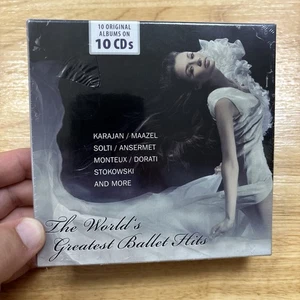 10 ORIGINAL
ALBUMS ON
10 CDs
KARAJAN / MAAZEL
SOLTI / ANSERMET
MONTEUX / DORATI
STOKOWSKI
AND MORE
The World's
Greatest Ballet Hits